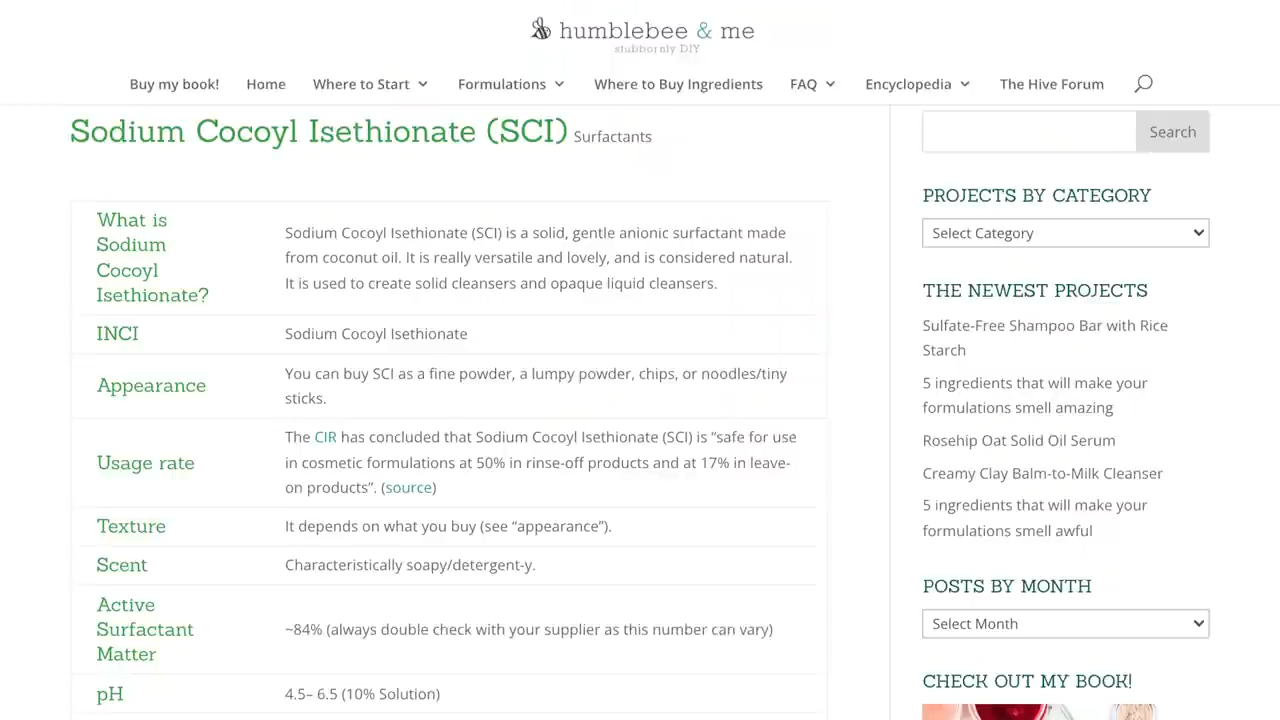 humblebee & me
stubbornly DIY
Buy my book! Home Where to Start Formulations Where to Buy Ingredients FAQ Encyclopedia The Hive Forum
Sodium Cocoyl Isethionate (SCI) Surfactants
What is
Sodium
Cocoyl
Isethionate?
Sodium Cocoyl Isethionate (SCI) is a solid, gentle anionic surfactant made
from coconut oil. It is really versatile and lovely, and is considered natural.
It is used to create solid cleansers and opaque liquid cleansers.
INCI
Sodium Cocoyl Isethionate
Appearance
You can buy SCI as a fine powder, a lumpy powder, chips, or noodles/tiny
sticks.
Usage rate
The CIR has concluded that Sodium Cocoyl Isethionate (SCI) is “safe for use
in cosmetic formulations at 50% in rinse-off products and at 17% in leave-
on products”. (source)
Texture
It depends on what you buy (see “appearance”).
Scent
Characteristically soapy/detergent-y.
Active
Surfactant
Matter
~84% (always double check with your supplier as this number can vary)
pH
4.5– 6.5 (10% Solution)
Search
PROJECTS BY CATEGORY
Select Category
THE NEWEST PROJECTS
Sulfate-Free Shampoo Bar with Rice
Starch
5 ingredients that will make your
formulations smell amazing
Rosehip Oat Solid Oil Serum
Creamy Clay Balm-to-Milk Cleanser
5 ingredients that will make your
formulations smell awful
POSTS BY MONTH
Select Month
CHECK OUT MY BOOK!